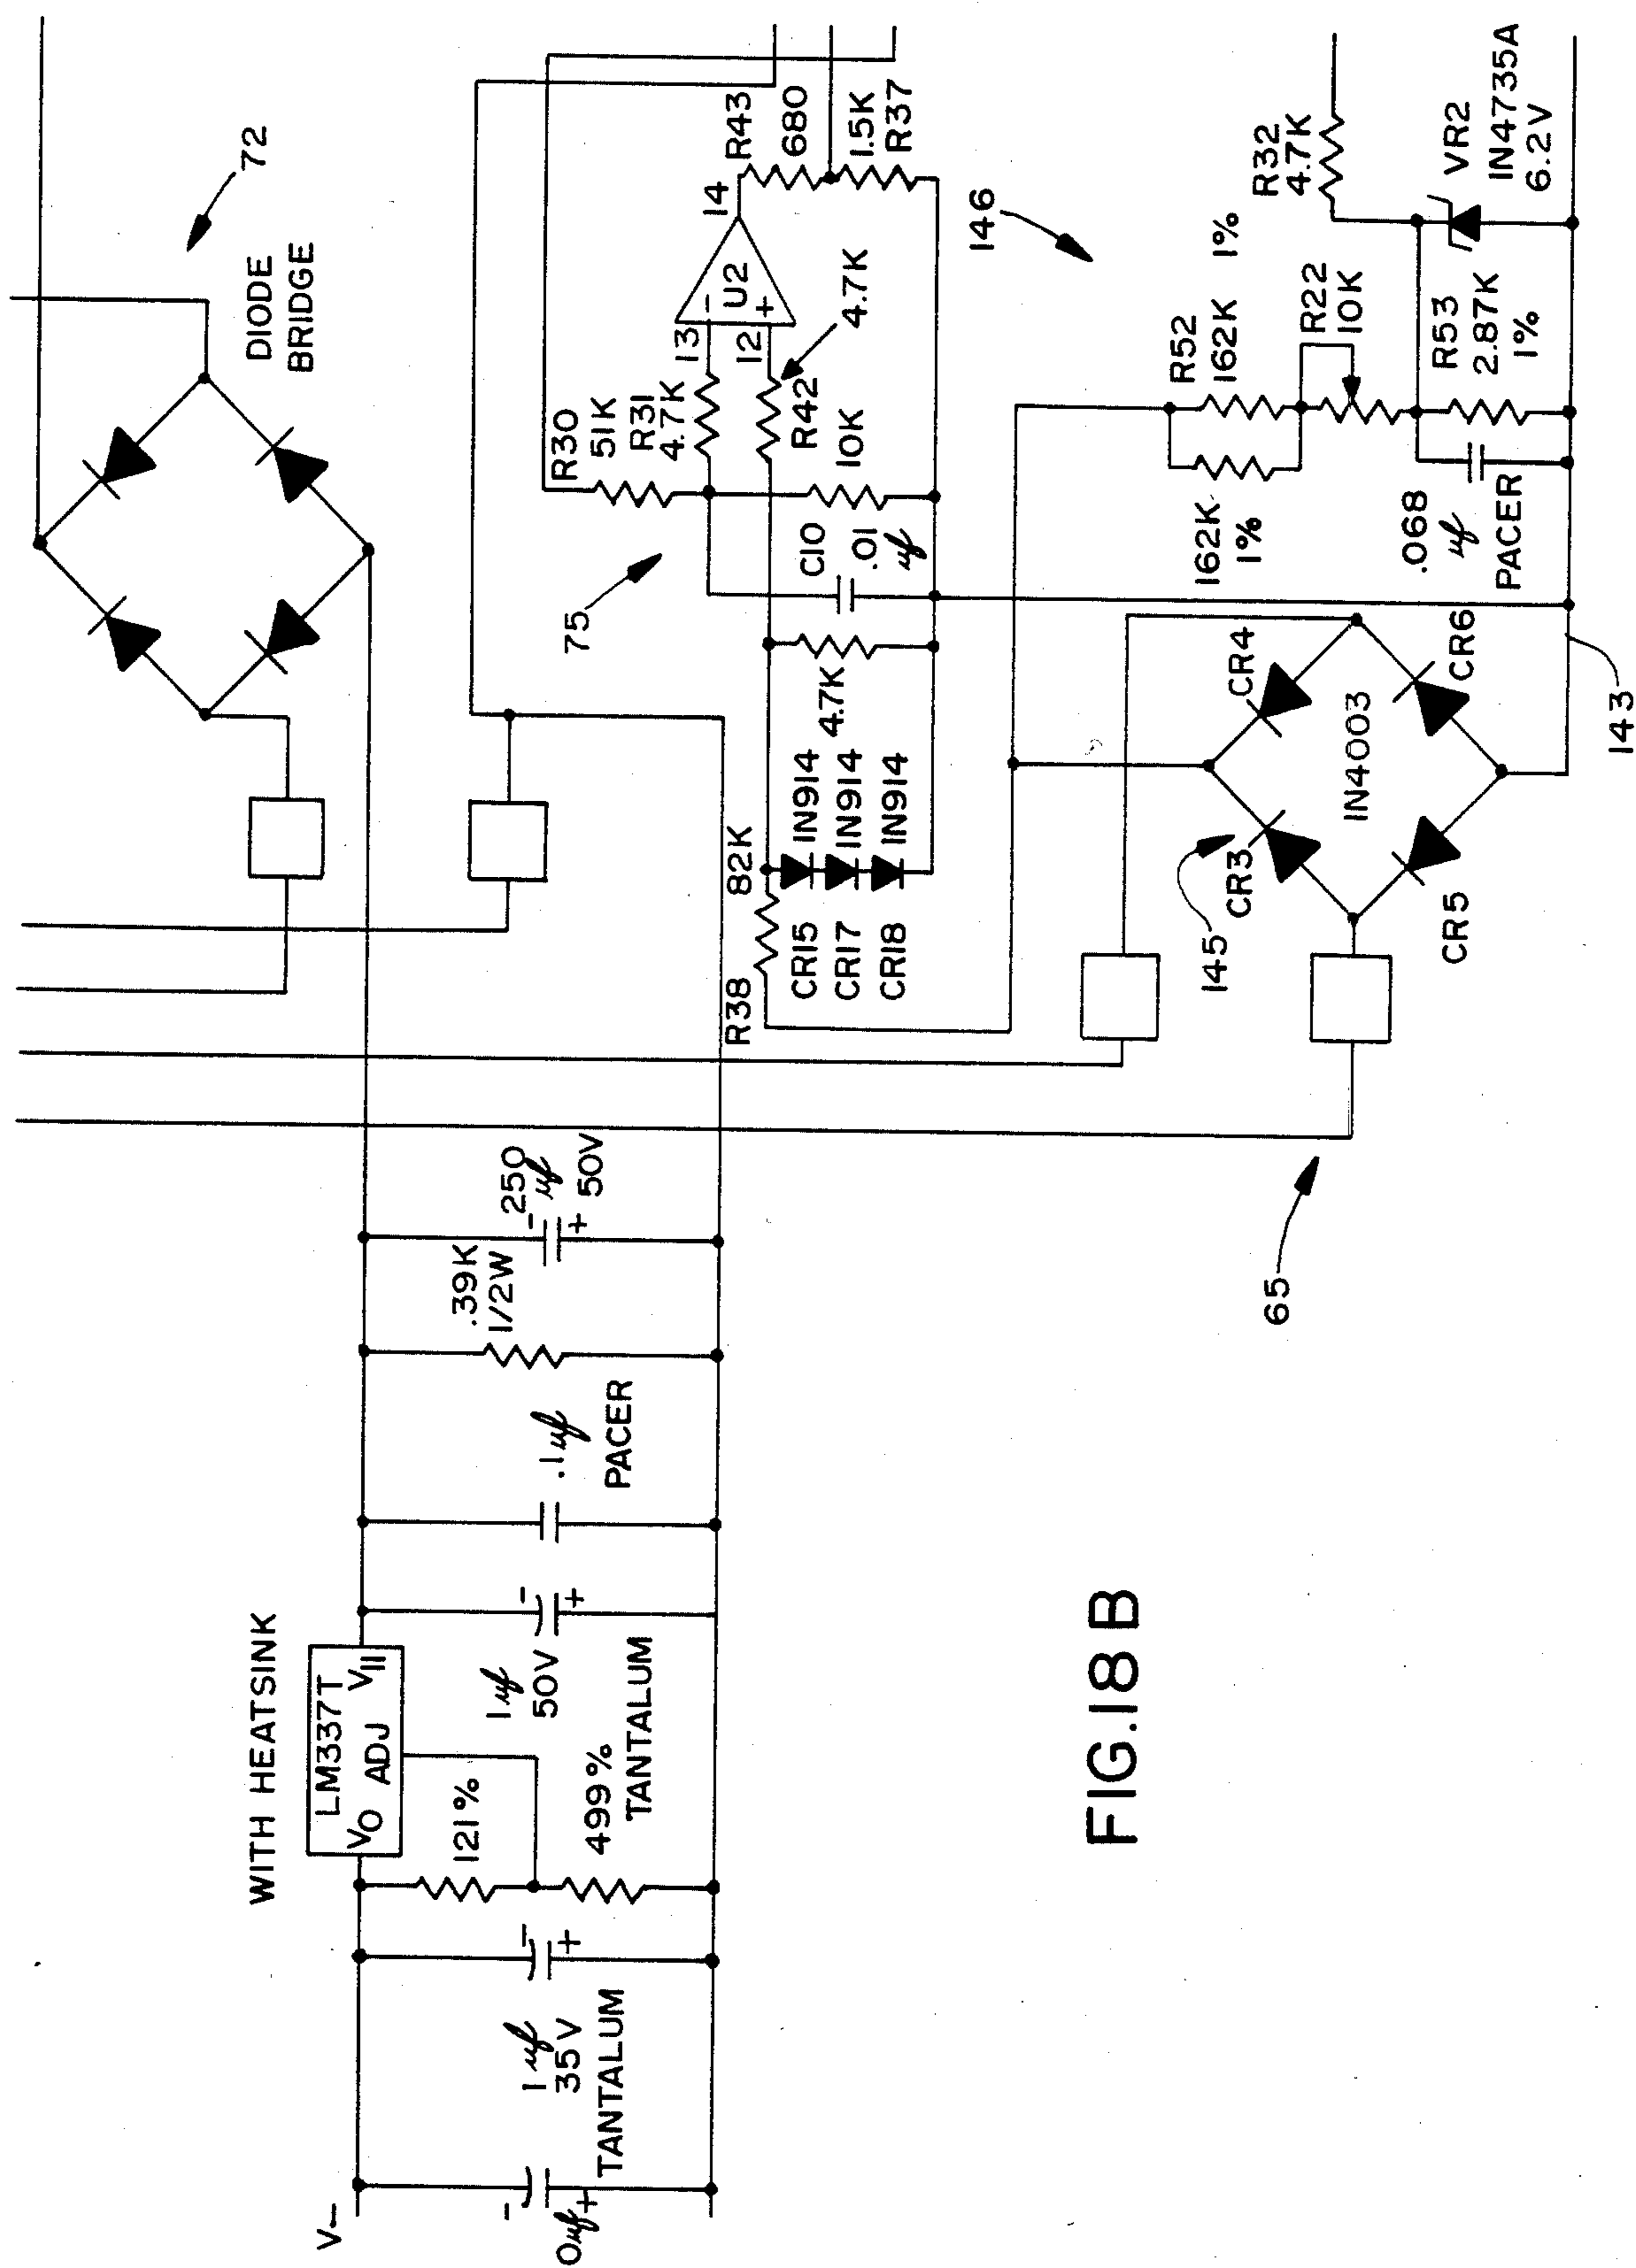 72
DIODE
BRIDGE
R43
680
1.5K
R37
14
13
12
-
+
U2
4.7K
R30
51K
R31
4.7K
R42
10K
C10
.01
uf
75
4.7K
82K
R38
CR15
IN914
CR17
IN914
CR18
IN914
146
R32
4.7K
VR2
IN4735A
6.2V
R52
162K
1%
R22
10K
R53
2.87K
1%
162K
1%
.068
uf
PACER
CR4
CR6
IN4003
CR3
CR5
145
143
65
WITH HEATSINK
LM337T
VO
ADJ
VII
V-
.39K
1/2W
250
uf
50V
-
+
.1uf
PACER
1uf
50V
TANTALUM
-
+
121%
499%
1uf
35V
TANTALUM
-
+
-
+
0uf
FIG.18B